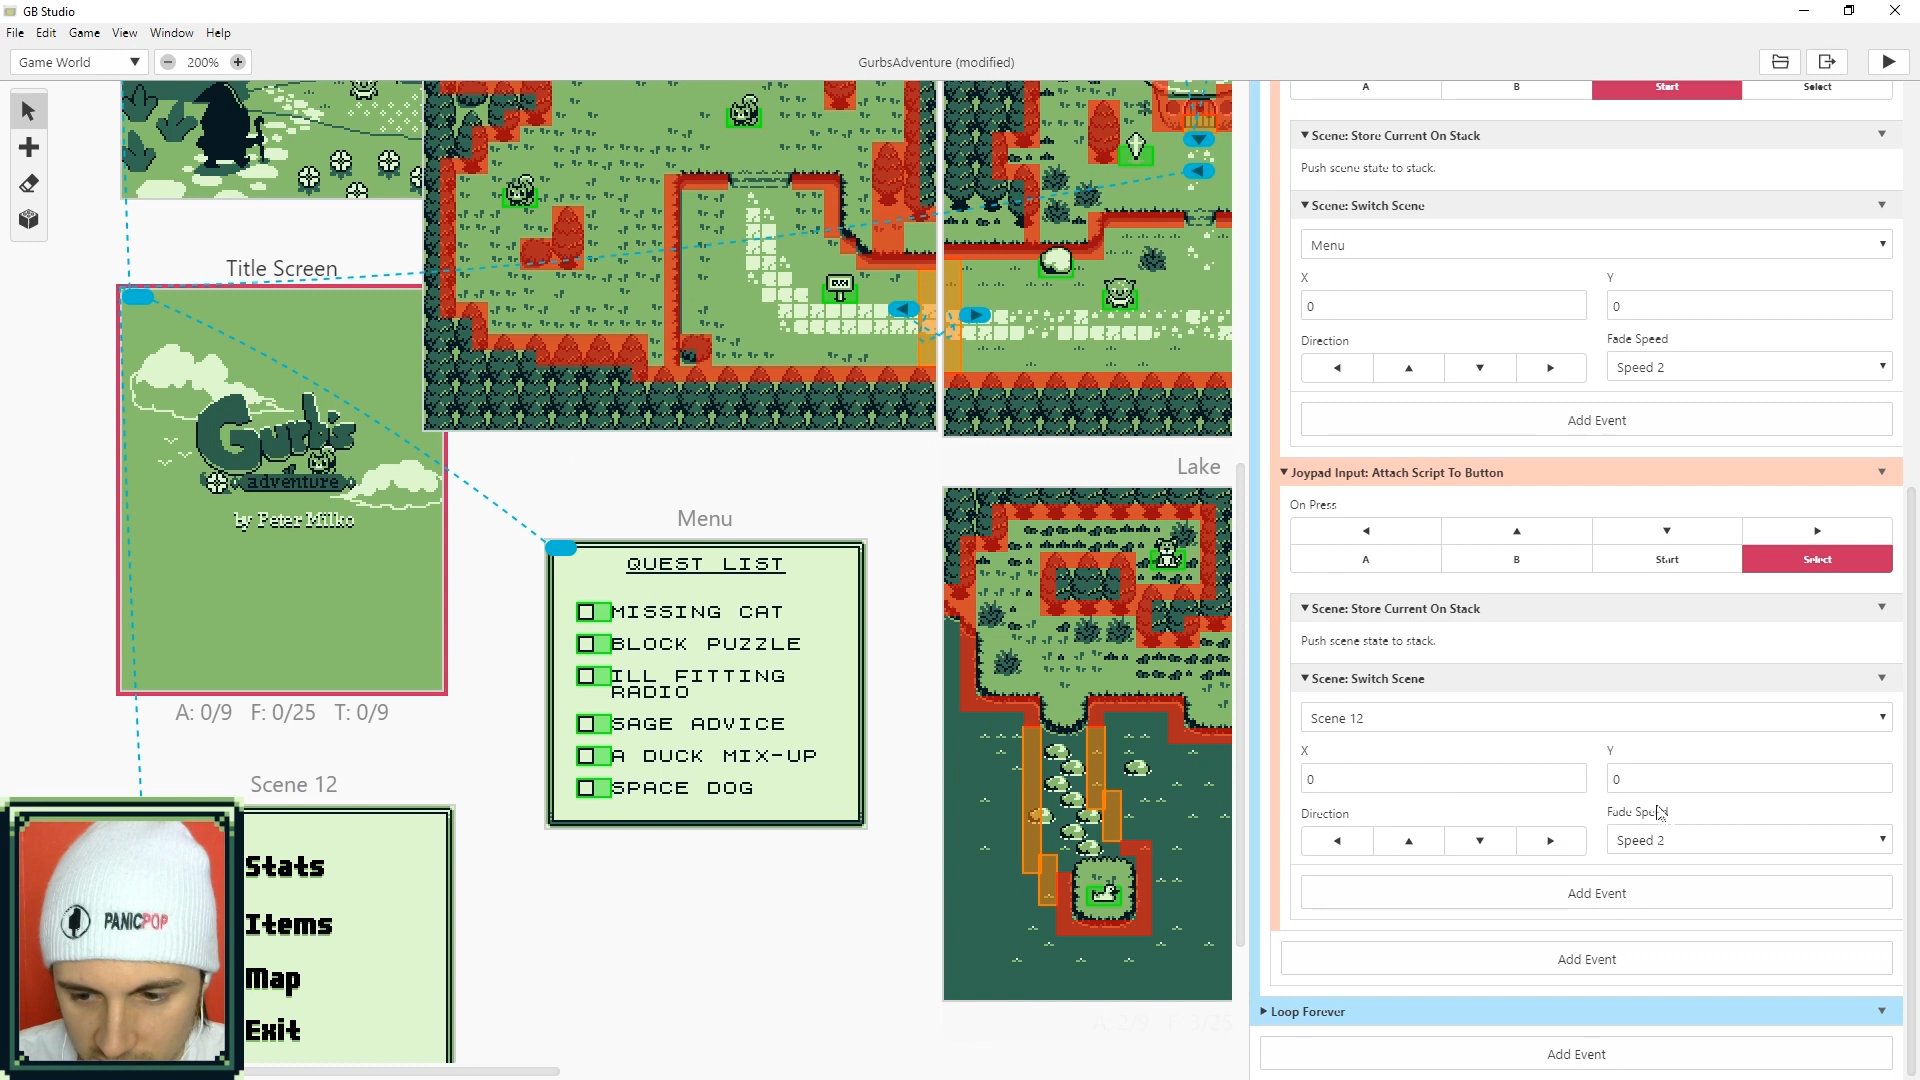 GB Studio
File Edit Game View Window Help
Game World
200%
GurbsAdventure (modified)
A B Start Select
Scene: Store Current On Stack
Push scene state to stack.
Scene: Switch Scene
Menu
X Y
0 0
Direction Fade Speed
Speed 2
Add Event
Joypad Input: Attach Script To Button
On Press
A B Start Select
Scene: Store Current On Stack
Push scene state to stack.
Scene: Switch Scene
Scene 12
X Y
0 0
Direction Fade Speed
Speed 2
Add Event
Add Event
Loop Forever
Add Event
Title Screen
Gurb's
adventure
by Peter Milko
A: 0/9 F: 0/25 T: 0/9
Menu
QUEST LIST
MISSING CAT
BLOCK PUZZLE
ILL FITTING
RADIO
SAGE ADVICE
A DUCK MIX-UP
SPACE DOG
Lake
Scene 12
Stats
Items
Map
Exit
PANICPOP